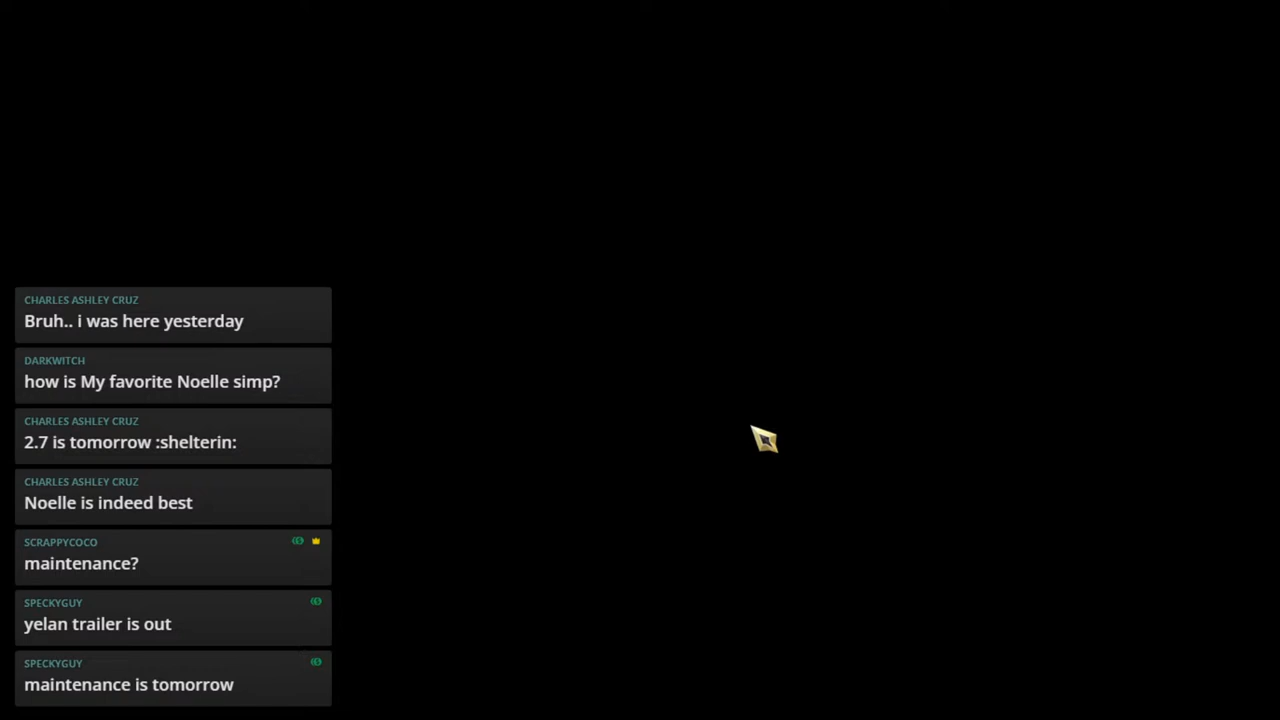 CHARLES ASHLEY CRUZ
Bruh.. i was here yesterday
DARKWITCH
how is My favorite Noelle simp?
CHARLES ASHLEY CRUZ
2.7 is tomorrow :shelterin:
CHARLES ASHLEY CRUZ
Noelle is indeed best
SCRAPPYCOCO
maintenance?
SPECKYGUY
yelan trailer is out
SPECKYGUY
maintenance is tomorrow